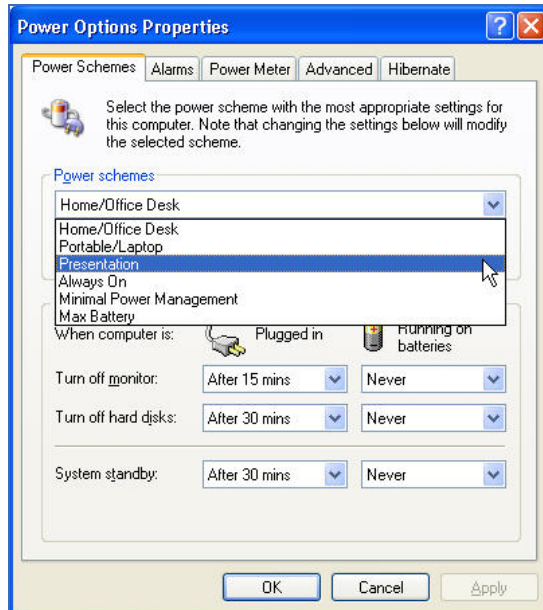 Power Options Properties
Power Schemes Alarms Power Meter Advanced Hibernate
Select the power scheme with the most appropriate settings for
this computer. Note that changing the settings below will modify
the selected scheme.
Power schemes
Home/Office Desk
Home/Office Desk
Portable/Laptop
Presentation
Always On
Minimal Power Management
Max Battery
When computer is: Plugged in Running on
batteries
Turn off monitor: After 15 mins Never
Turn off hard disks: After 30 mins Never
System standby: After 30 mins Never
OK Cancel Apply